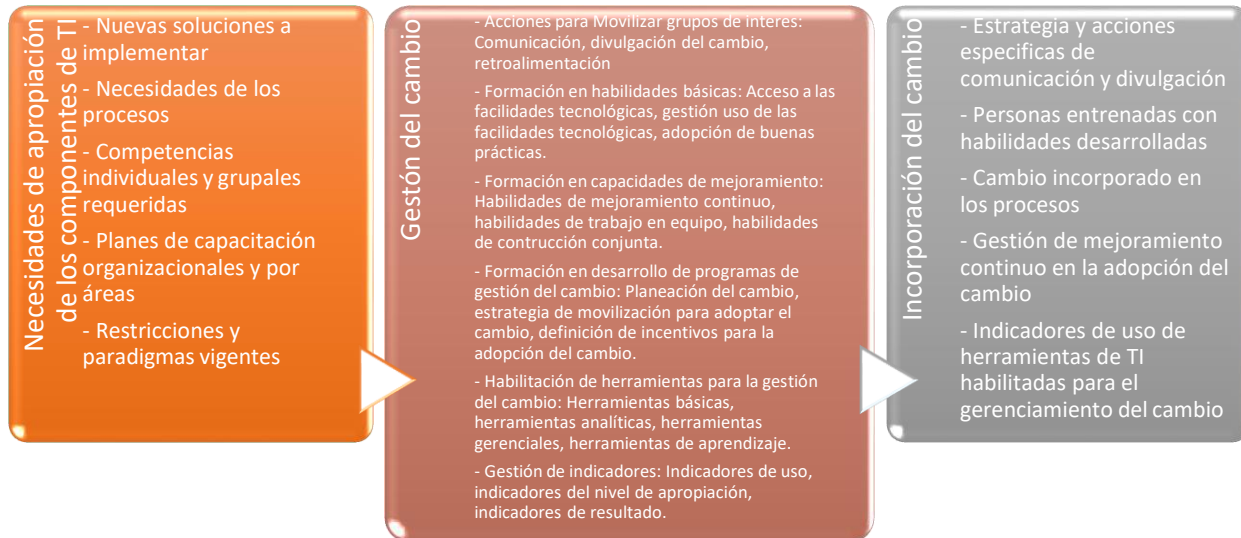 Necesidades de apropiación
de los componentes de TI
- Nuevas soluciones a
implementar
- Necesidades de los
procesos
- Competencias
individuales y grupales
requeridas
- Planes de capacitación
organizacionales y por
áreas
- Restricciones y
paradigmas vigentes
Gestón del cambio
- Acciones para Movilizar grupos de interes:
Comunicación, divulgación del cambio,
retroalimentación
- Formación en habilidades básicas: Acceso a las
facilidades tecnológicas, gestión uso de las
facilidades tecnológicas, adopción de buenas
prácticas.
- Formación en capacidades de mejoramiento:
Habilidades de mejoramiento continuo,
habilidades de trabajo en equipo, habilidades
de contrucción conjunta.
- Formación en desarrollo de programas de
gestión del cambio: Planeación del cambio,
estrategia de movilización para adoptar el
cambio, definición de incentivos para la
adopción del cambio.
- Habilitación de herramientas para la gestión
del cambio: Herramientas básicas,
herramientas analíticas, herramientas
gerenciales, herramientas de aprendizaje.
- Gestión de indicadores: Indicadores de uso,
indicadores del nivel de apropiación,
indicadores de resultado.
Incorporación del cambio
- Estrategia y acciones
especificas de
comunicación y divulgación
- Personas entrenadas con
habilidades desarrolladas
- Cambio incorporado en
los procesos
- Gestión de mejoramiento
continuo en la adopción del
cambio
- Indicadores de uso de
herramientas de TI
habilitadas para el
gerenciamiento del cambio